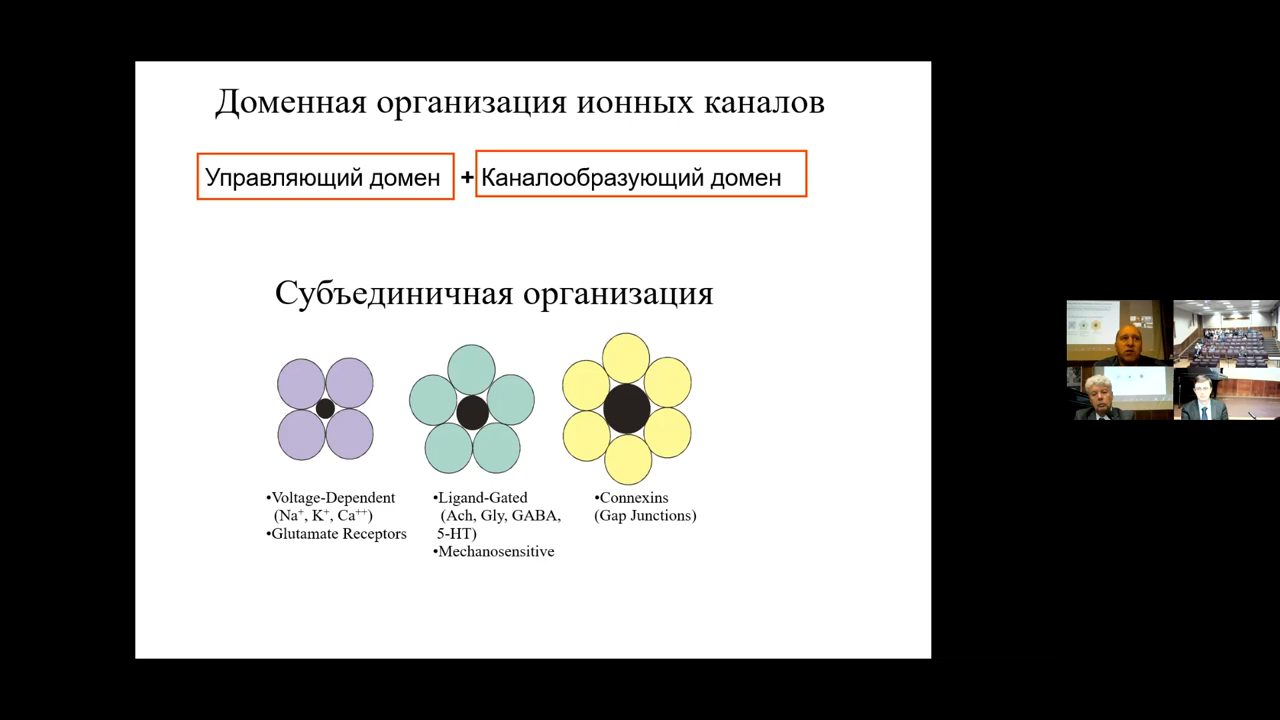 Доменная организация ионных каналов
Управляющий домен + Каналообразующий домен
Субъединичная организация
•Voltage-Dependent
(Na⁺, K⁺, Ca⁺⁺)
•Glutamate Receptors
•Ligand-Gated
(Ach, Gly, GABA,
5-HT)
•Mechanosensitive
•Connexins
(Gap Junctions)